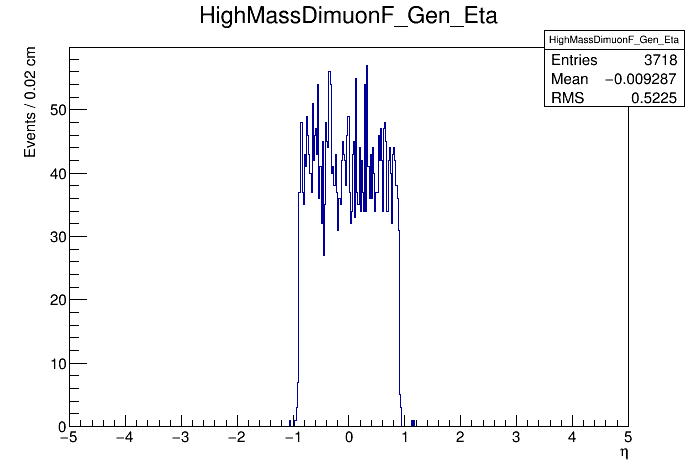 HighMassDimuonF_Gen_Eta
HighMassDimuonF_Gen_Eta
Entries 3718
Mean −0.009287
RMS 0.5225
Events / 0.02 cm
50
40
30
20
10
0
−5 −4 −3 −2 −1 0 1 2 3 4 5
η